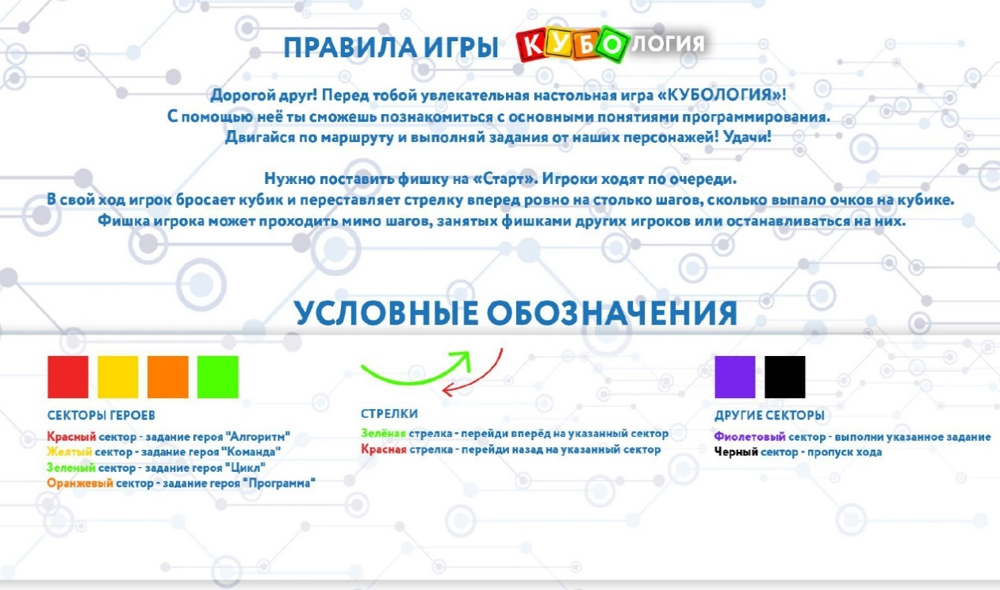 ПРАВИЛА ИГРЫ КУБОЛОГИЯ
Дорогой друг! Перед тобой увлекательная настольная игра «КУБОЛОГИЯ»!
С помощью неё ты сможешь познакомиться с основными понятиями программирования.
Двигайся по маршруту и выполняй задания от наших персонажей! Удачи!
Нужно поставить фишку на «Старт». Игроки ходят по очереди.
В свой ход игрок бросает кубик и переставляет стрелку вперед ровно на столько шагов, сколько выпало очков на кубике.
Фишка игрока может проходить мимо шагов, занятых фишками других игроков или останавливаться на них.
УСЛОВНЫЕ ОБОЗНАЧЕНИЯ
СЕКТОРЫ ГЕРОЕВ
Красный сектор - задание героя "Алгоритм"
Желтый сектор - задание героя "Команда"
Зеленый сектор - задание героя "Цикл"
Оранжевый сектор - задание героя "Программа"
СТРЕЛКИ
Зелёная стрелка - перейди вперёд на указанный сектор
Красная стрелка - перейди назад на указанный сектор
ДРУГИЕ СЕКТОРЫ
Фиолетовый сектор - выполни указанное задание
Черный сектор - пропуск хода